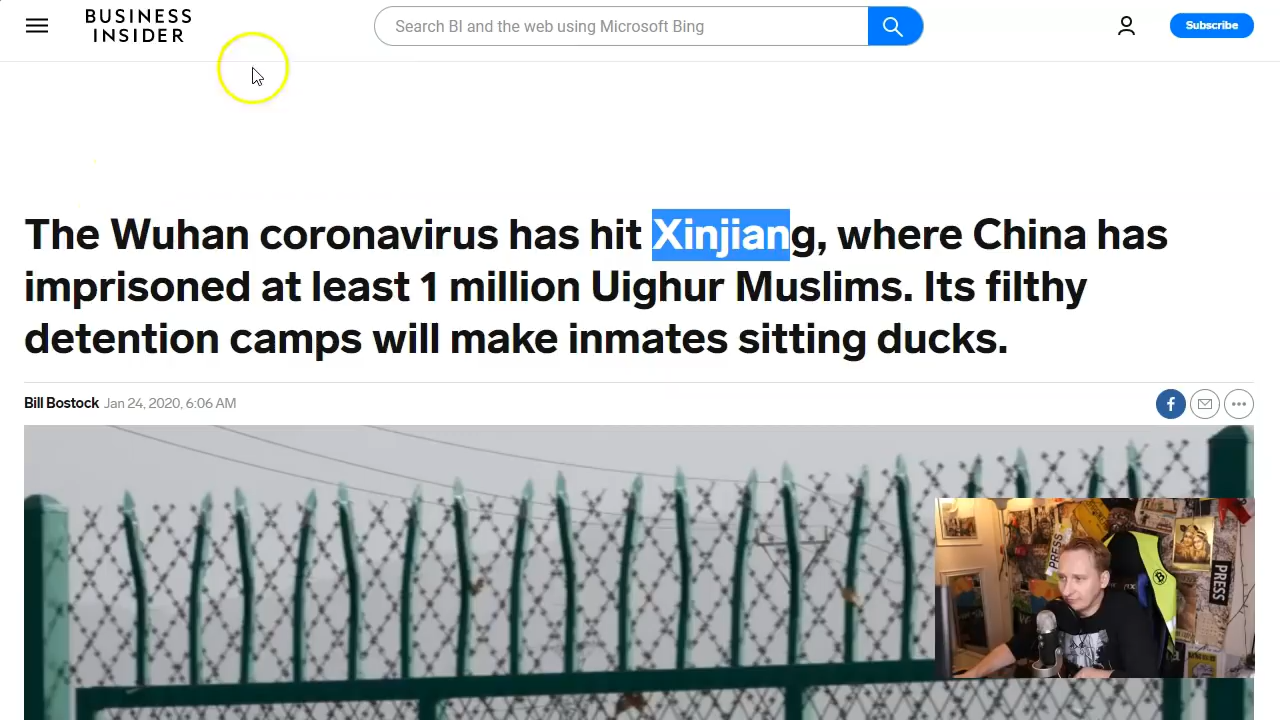 BUSINESS
INSIDER
Search BI and the web using Microsoft Bing
Subscribe
The Wuhan coronavirus has hit Xinjiang, where China has
imprisoned at least 1 million Uighur Muslims. Its filthy
detention camps will make inmates sitting ducks.
Bill Bostock Jan 24, 2020, 6:06 AM
PRESS
PRESS